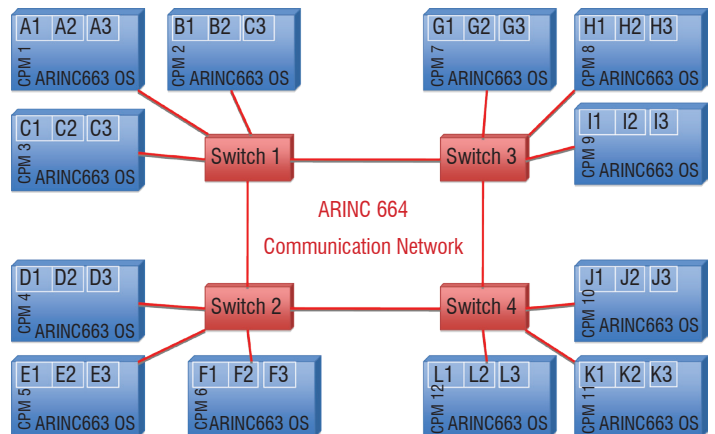 A1 A2 A3
CPM 1
ARINC663 OS
B1 B2 C3
CPM 2
ARINC663 OS
G1 G2 G3
CPM 7
ARINC663 OS
H1 H2 H3
CPM 8
ARINC663 OS
C1 C2 C3
CPM 3
ARINC663 OS
Switch 1
Switch 3
I1 I2 I3
CPM 9
ARINC663 OS
ARINC 664
Communication Network
D1 D2 D3
CPM 4
ARINC663 OS
Switch 2
Switch 4
J1 J2 J3
CPM 10
ARINC663 OS
E1 E2 E3
CPM 5
ARINC663 OS
F1 F2 F3
CPM 6
ARINC663 OS
L1 L2 L3
CPM 12
ARINC663 OS
K1 K2 K3
CPM 11
ARINC663 OS